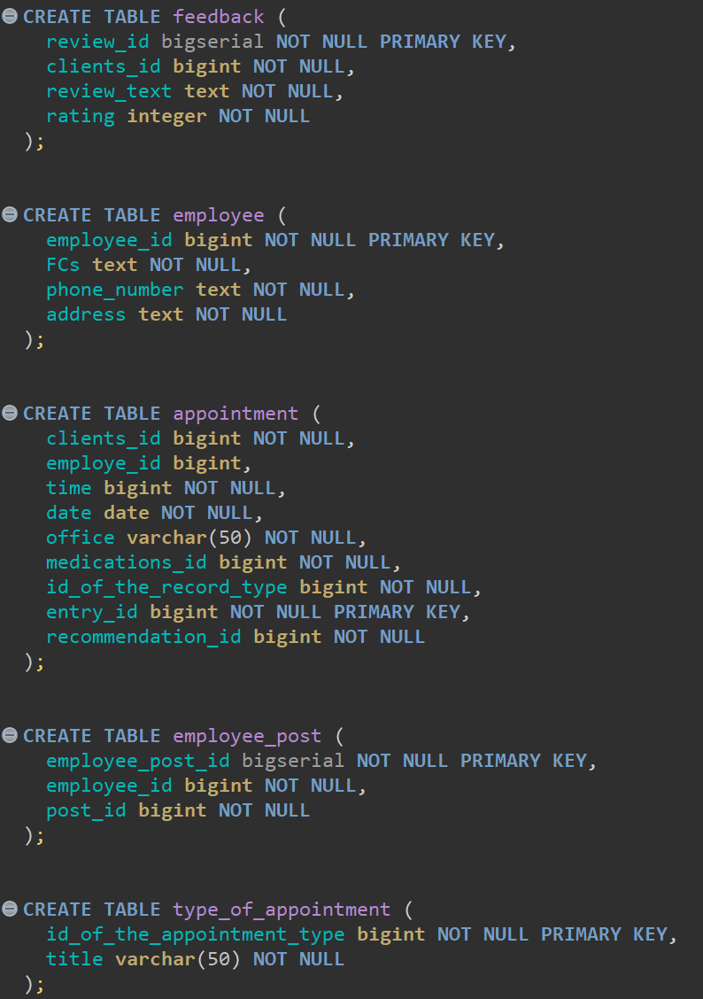 CREATE TABLE feedback (
review_id bigserial NOT NULL PRIMARY KEY,
clients_id bigint NOT NULL,
review_text text NOT NULL,
rating integer NOT NULL
);
CREATE TABLE employee (
employee_id bigint NOT NULL PRIMARY KEY,
FCs text NOT NULL,
phone_number text NOT NULL,
address text NOT NULL
);
CREATE TABLE appointment (
clients_id bigint NOT NULL,
employe_id bigint,
time bigint NOT NULL,
date date NOT NULL,
office varchar(50) NOT NULL,
medications_id bigint NOT NULL,
id_of_the_record_type bigint NOT NULL,
entry_id bigint NOT NULL PRIMARY KEY,
recommendation_id bigint NOT NULL
);
CREATE TABLE employee_post (
employee_post_id bigserial NOT NULL PRIMARY KEY,
employee_id bigint NOT NULL,
post_id bigint NOT NULL
);
CREATE TABLE type_of_appointment (
id_of_the_appointment_type bigint NOT NULL PRIMARY KEY,
title varchar(50) NOT NULL
);